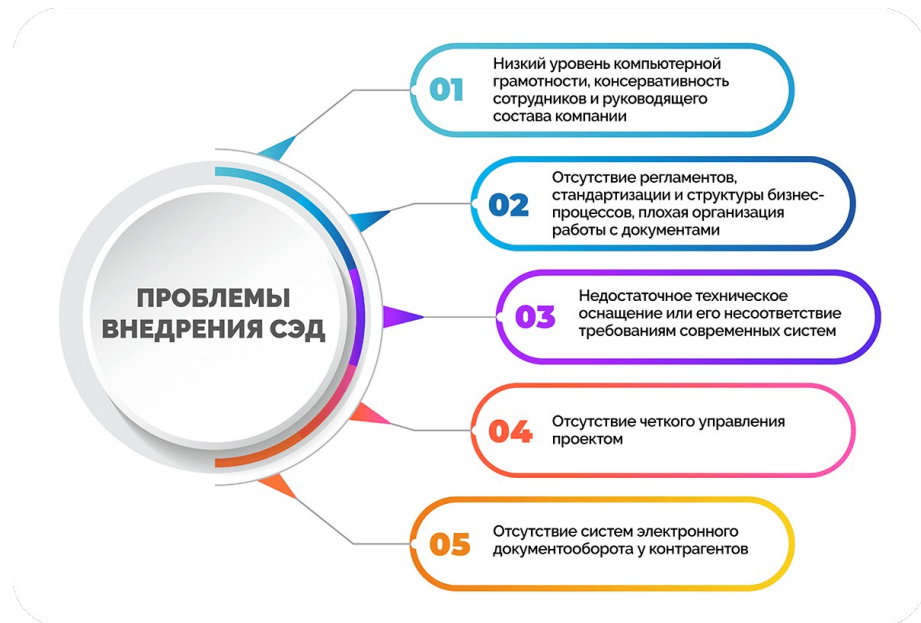 ПРОБЛЕМЫ
ВНЕДРЕНИЯ СЭД
01
Низкий уровень компьютерной
грамотности, консервативность
сотрудников и руководящего
состава компании
02
Отсутствие регламентов,
стандартизации и структуры бизнес-
процессов, плохая организация
работы с документами
03
Недостаточное техническое
оснащение или его несоответствие
требованиям современных систем
04
Отсутствие четкого управления
проектом
05
Отсутствие систем электронного
документооборота у контрагентов